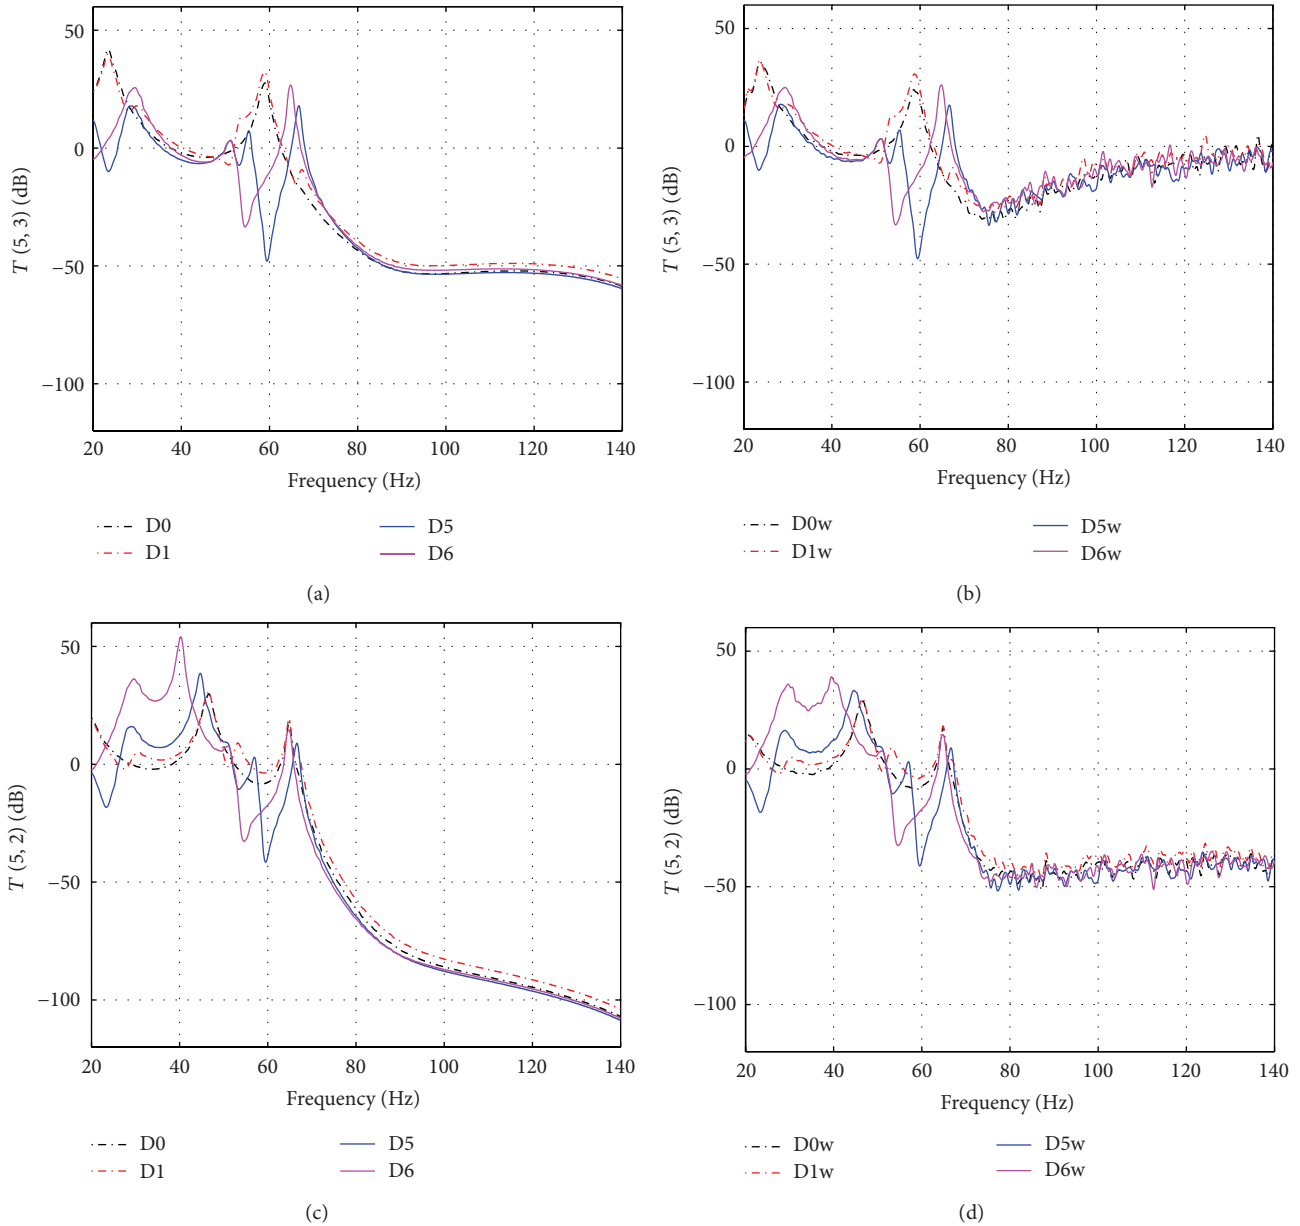 50
0
−50
−100
T (5, 3) (dB)
20 40 60 80 100 120 140
Frequency (Hz)
D0
D1
D5
D6
(a)
50
0
−50
−100
T (5, 3) (dB)
20 40 60 80 100 120 140
Frequency (Hz)
D0w
D1w
D5w
D6w
(b)
50
0
−50
−100
T (5, 2) (dB)
20 40 60 80 100 120 140
Frequency (Hz)
D0
D1
D5
D6
(c)
50
0
−50
−100
T (5, 2) (dB)
20 40 60 80 100 120 140
Frequency (Hz)
D0w
D1w
D5w
D6w
(d)